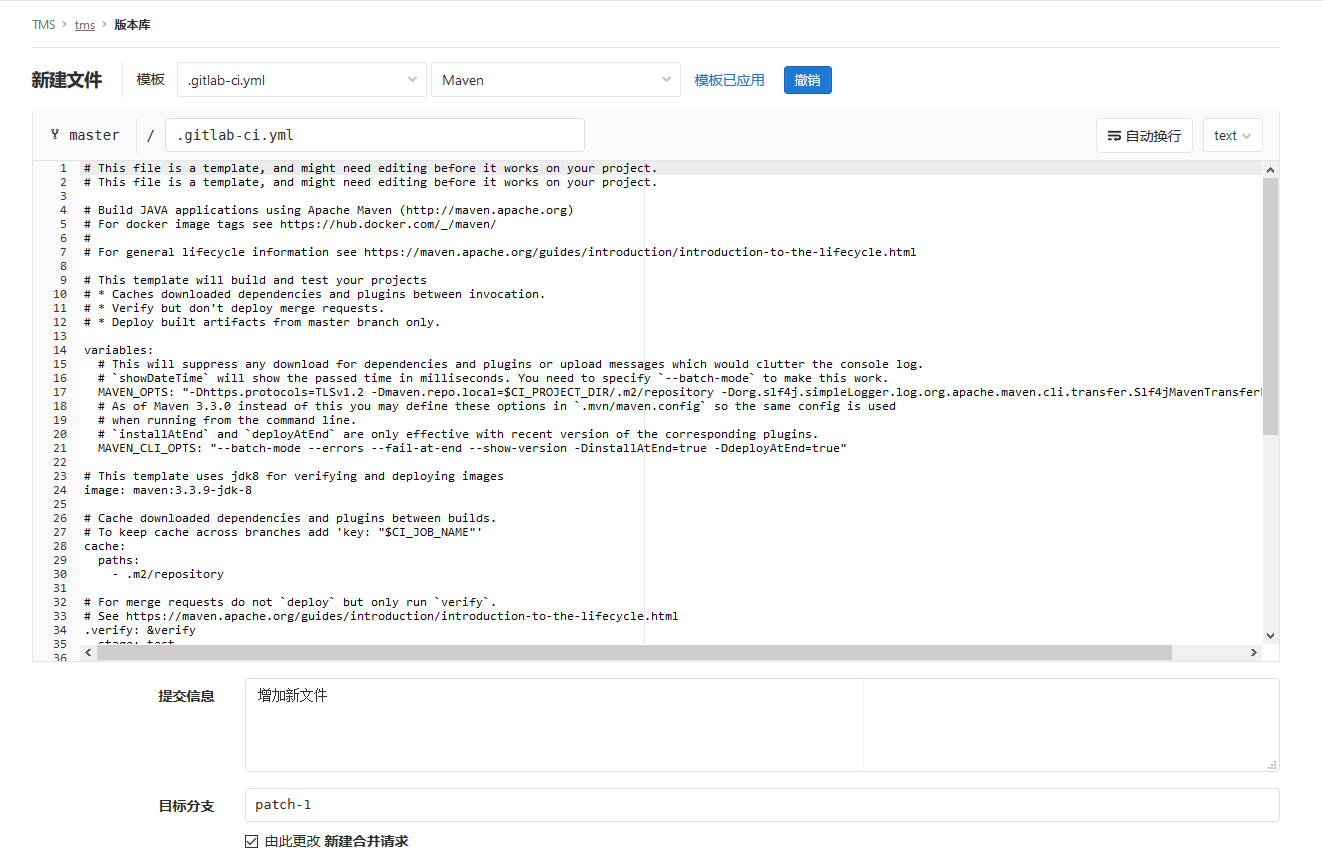 TMS > tms > 版本库
新建文件 模板 .gitlab-ci.yml Maven 模板已应用 撤销
master / .gitlab-ci.yml 自动换行 text
1 # This file is a template, and might need editing before it works on your project.
2 # This file is a template, and might need editing before it works on your project.
3
4 # Build JAVA applications using Apache Maven (http://maven.apache.org)
5 # For docker image tags see https://hub.docker.com/_/maven/
6 #
7 # For general lifecycle information see https://maven.apache.org/guides/introduction/introduction-to-the-lifecycle.html
8
9 # This template will build and test your projects
10 # * Caches downloaded dependencies and plugins between invocation.
11 # * Verify but don't deploy merge requests.
12 # * Deploy built artifacts from master branch only.
13
14 variables:
15   # This will suppress any download for dependencies and plugins or upload messages which would clutter the console log.
16   # `showDateTime` will show the passed time in milliseconds. You need to specify `--batch-mode` to make this work.
17   MAVEN_OPTS: "-Dhttps.protocols=TLSv1.2 -Dmaven.repo.local=$CI_PROJECT_DIR/.m2/repository -Dorg.slf4j.simpleLogger.log.org.apache.maven.cli.transfer.Slf4jMavenTransfer
18   # As of Maven 3.3.0 instead of this you may define these options in `.mvn/maven.config` so the same config is used
19   # when running from the command line.
20   # `installAtEnd` and `deployAtEnd` are only effective with recent version of the corresponding plugins.
21   MAVEN_CLI_OPTS: "--batch-mode --errors --fail-at-end --show-version -DinstallAtEnd=true -DdeployAtEnd=true"
22
23 # This template uses jdk8 for verifying and deploying images
24 image: maven:3.3.9-jdk-8
25
26 # Cache downloaded dependencies and plugins between builds.
27 # To keep cache across branches add 'key: "$CI_JOB_NAME"'
28 cache:
29   paths:
30     - .m2/repository
31
32 # For merge requests do not `deploy` but only run `verify`.
33 # See https://maven.apache.org/guides/introduction/introduction-to-the-lifecycle.html
34 .verify: &verify
35   stage: test
36
提交信息 增加新文件
目标分支 patch-1
由此更改 新建合并请求